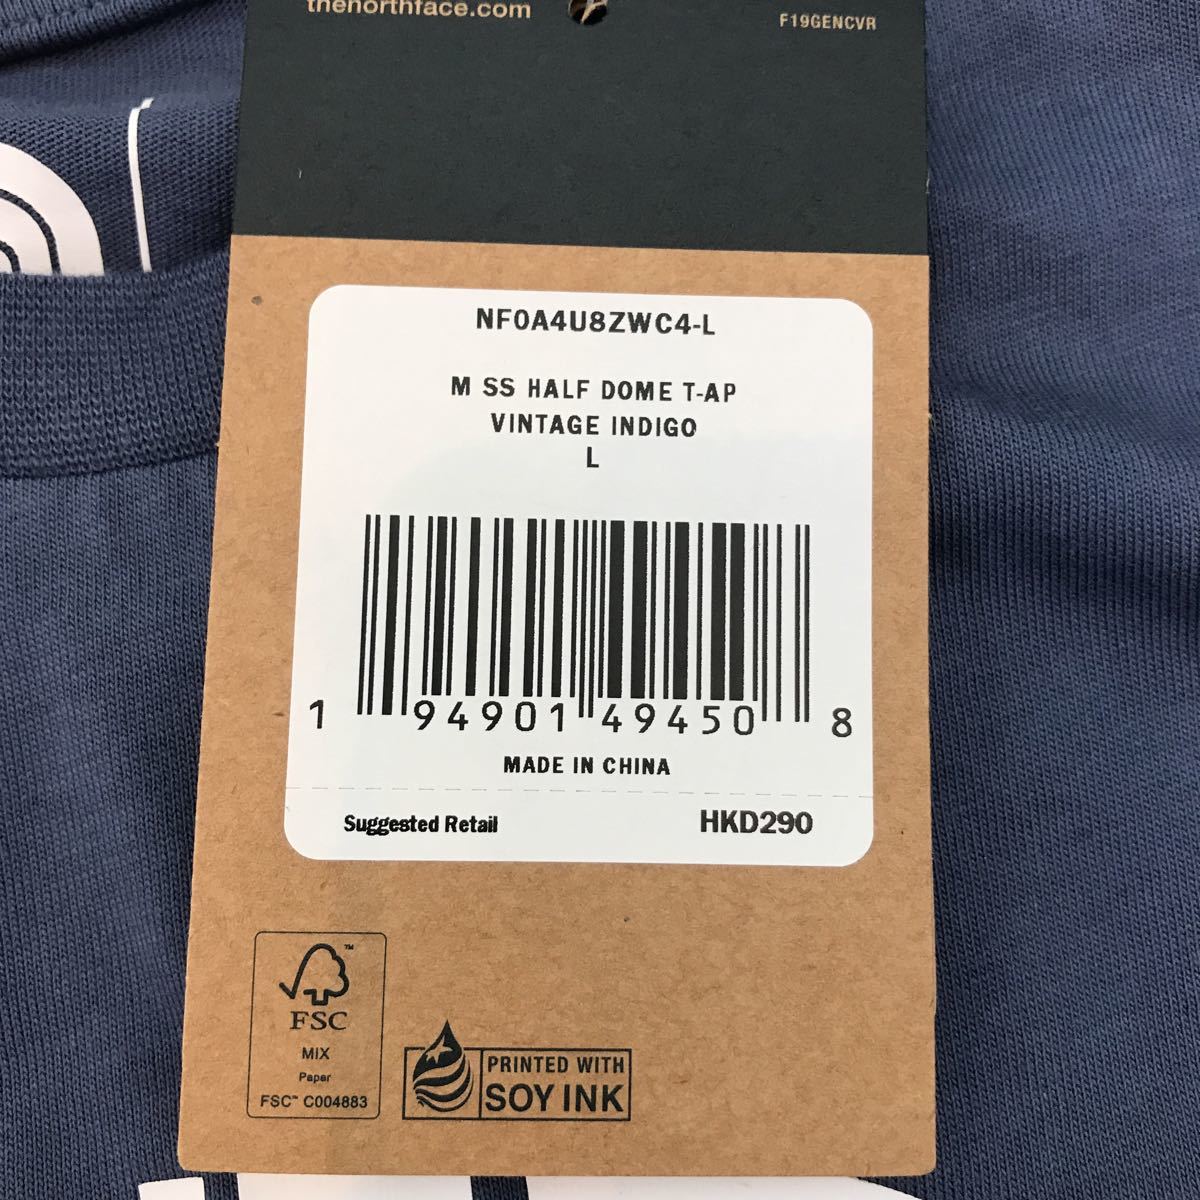 thenorthface.com
F19GENCVR
NF0A4U8ZWC4-L
M SS HALF DOME T-AP
VINTAGE INDIGO
L
1 94901 49450 8
MADE IN CHINA
Suggested Retail HKD290
FSC
MIX
Paper
FSC™ C004883
PRINTED WITH
SOY INK